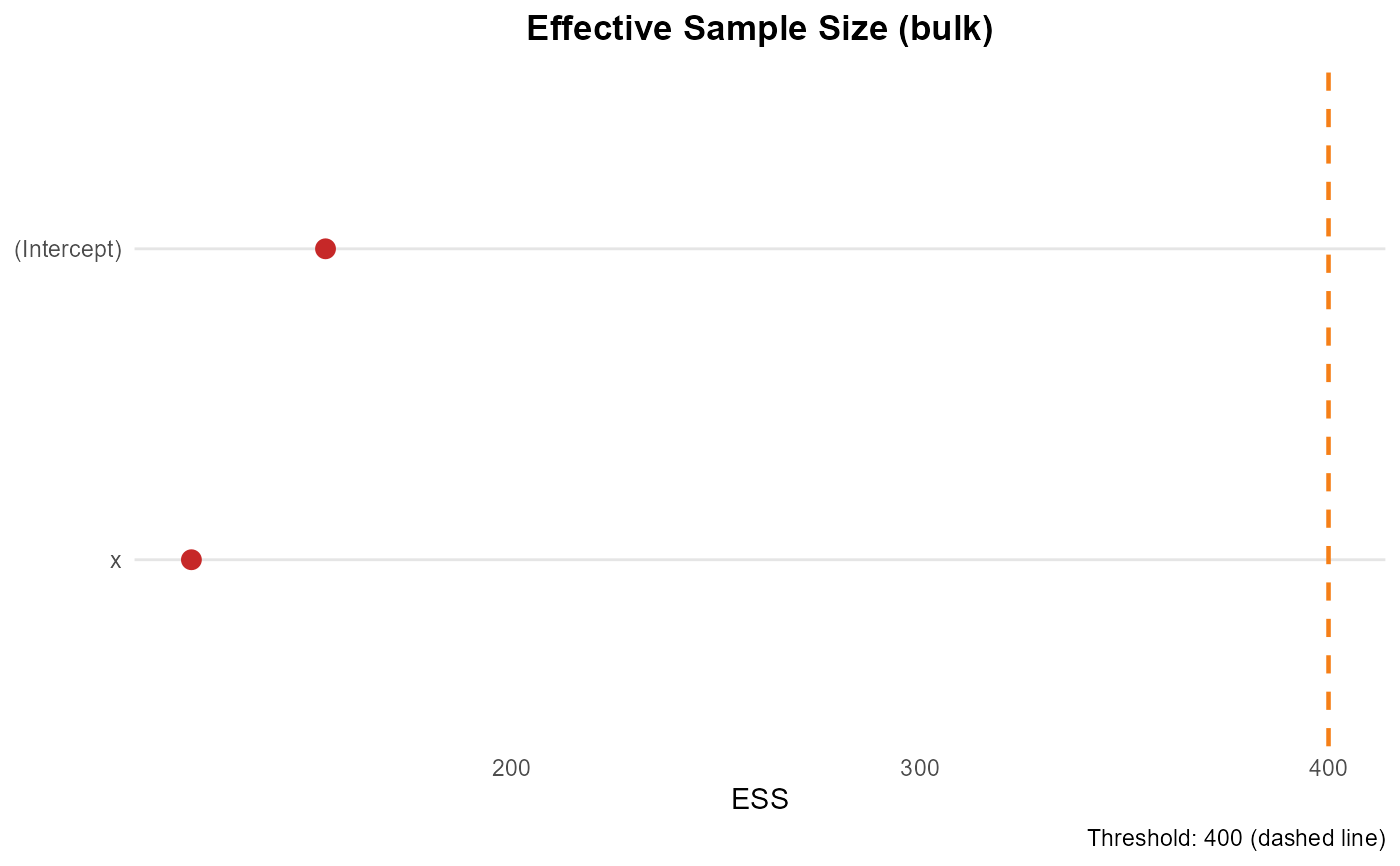 Effective Sample Size (bulk)
(Intercept)
x
200 300 400
ESS
Threshold: 400 (dashed line)